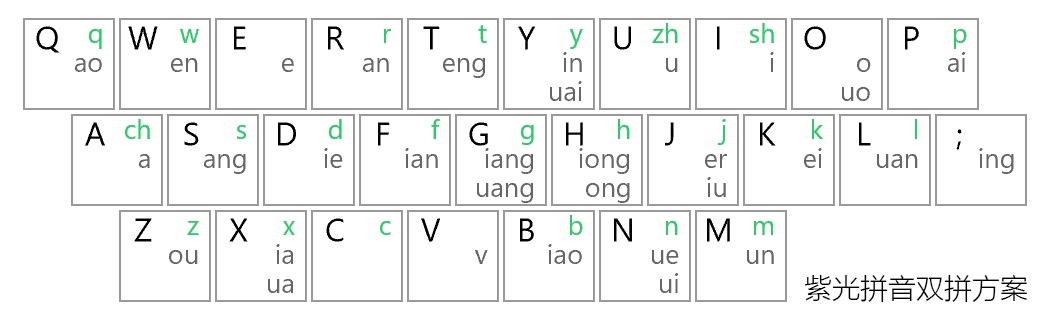 Q q W w E R r T t Y y U zh I sh O P p
ao en e an eng in u i o ai
uai uo
A ch S s D d F f G g H h J j K k L l ;
a ang ie ian iang iong er ei uan ing
uang ong iu
Z z X x C c V B b N n M m
ou ia v iao ue un
ua ui
紫光拼音双拼方案